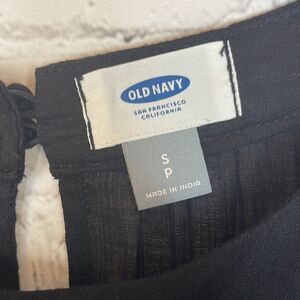 OLD NAVY
SAN FRANCISCO
CALIFORNIA
S
P
MADE IN INDIA